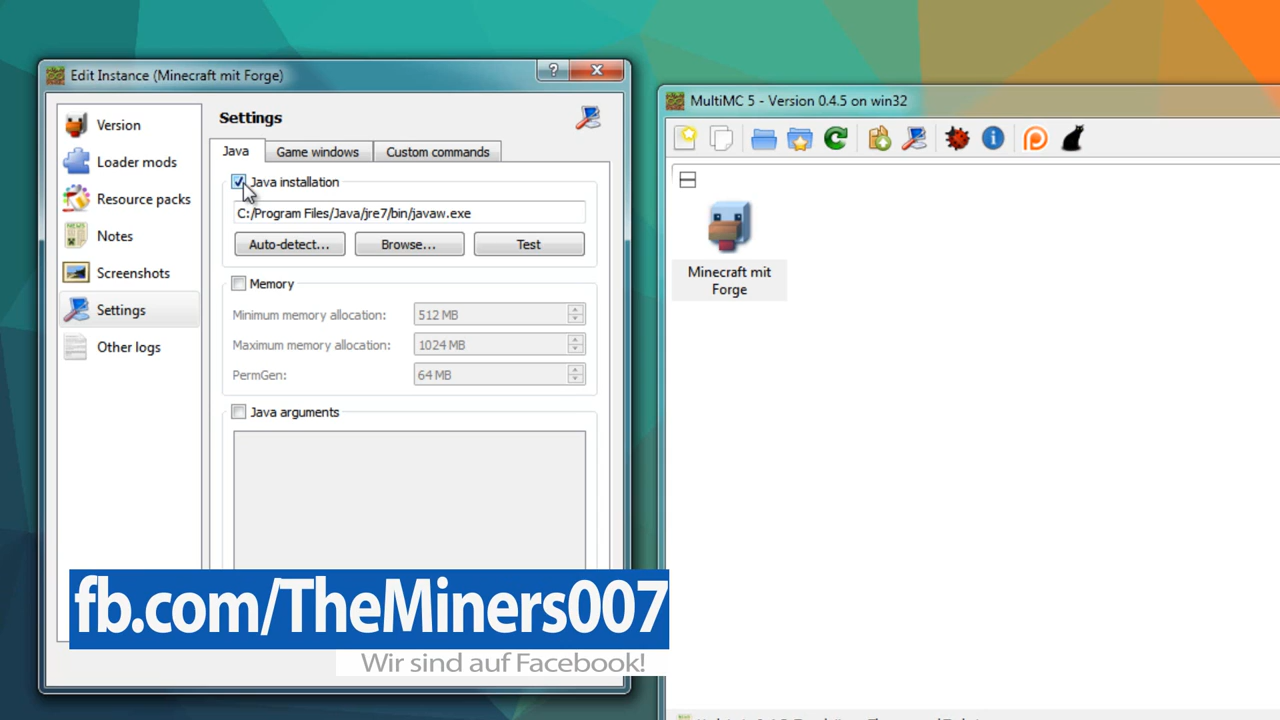 Edit Instance (Minecraft mit Forge)
?
Version
Loader mods
Resource packs
Notes
Screenshots
Settings
Other logs
Settings
Java
Game windows
Custom commands
Java installation
C:/Program Files/Java/jre7/bin/javaw.exe
Auto-detect...
Browse...
Test
Memory
Minimum memory allocation:
512 MB
Maximum memory allocation:
1024 MB
PermGen:
64 MB
Java arguments
fb.com/TheMiners007
Wir sind auf Facebook!
MultiMC 5 - Version 0.4.5 on win32
Minecraft mit
Forge